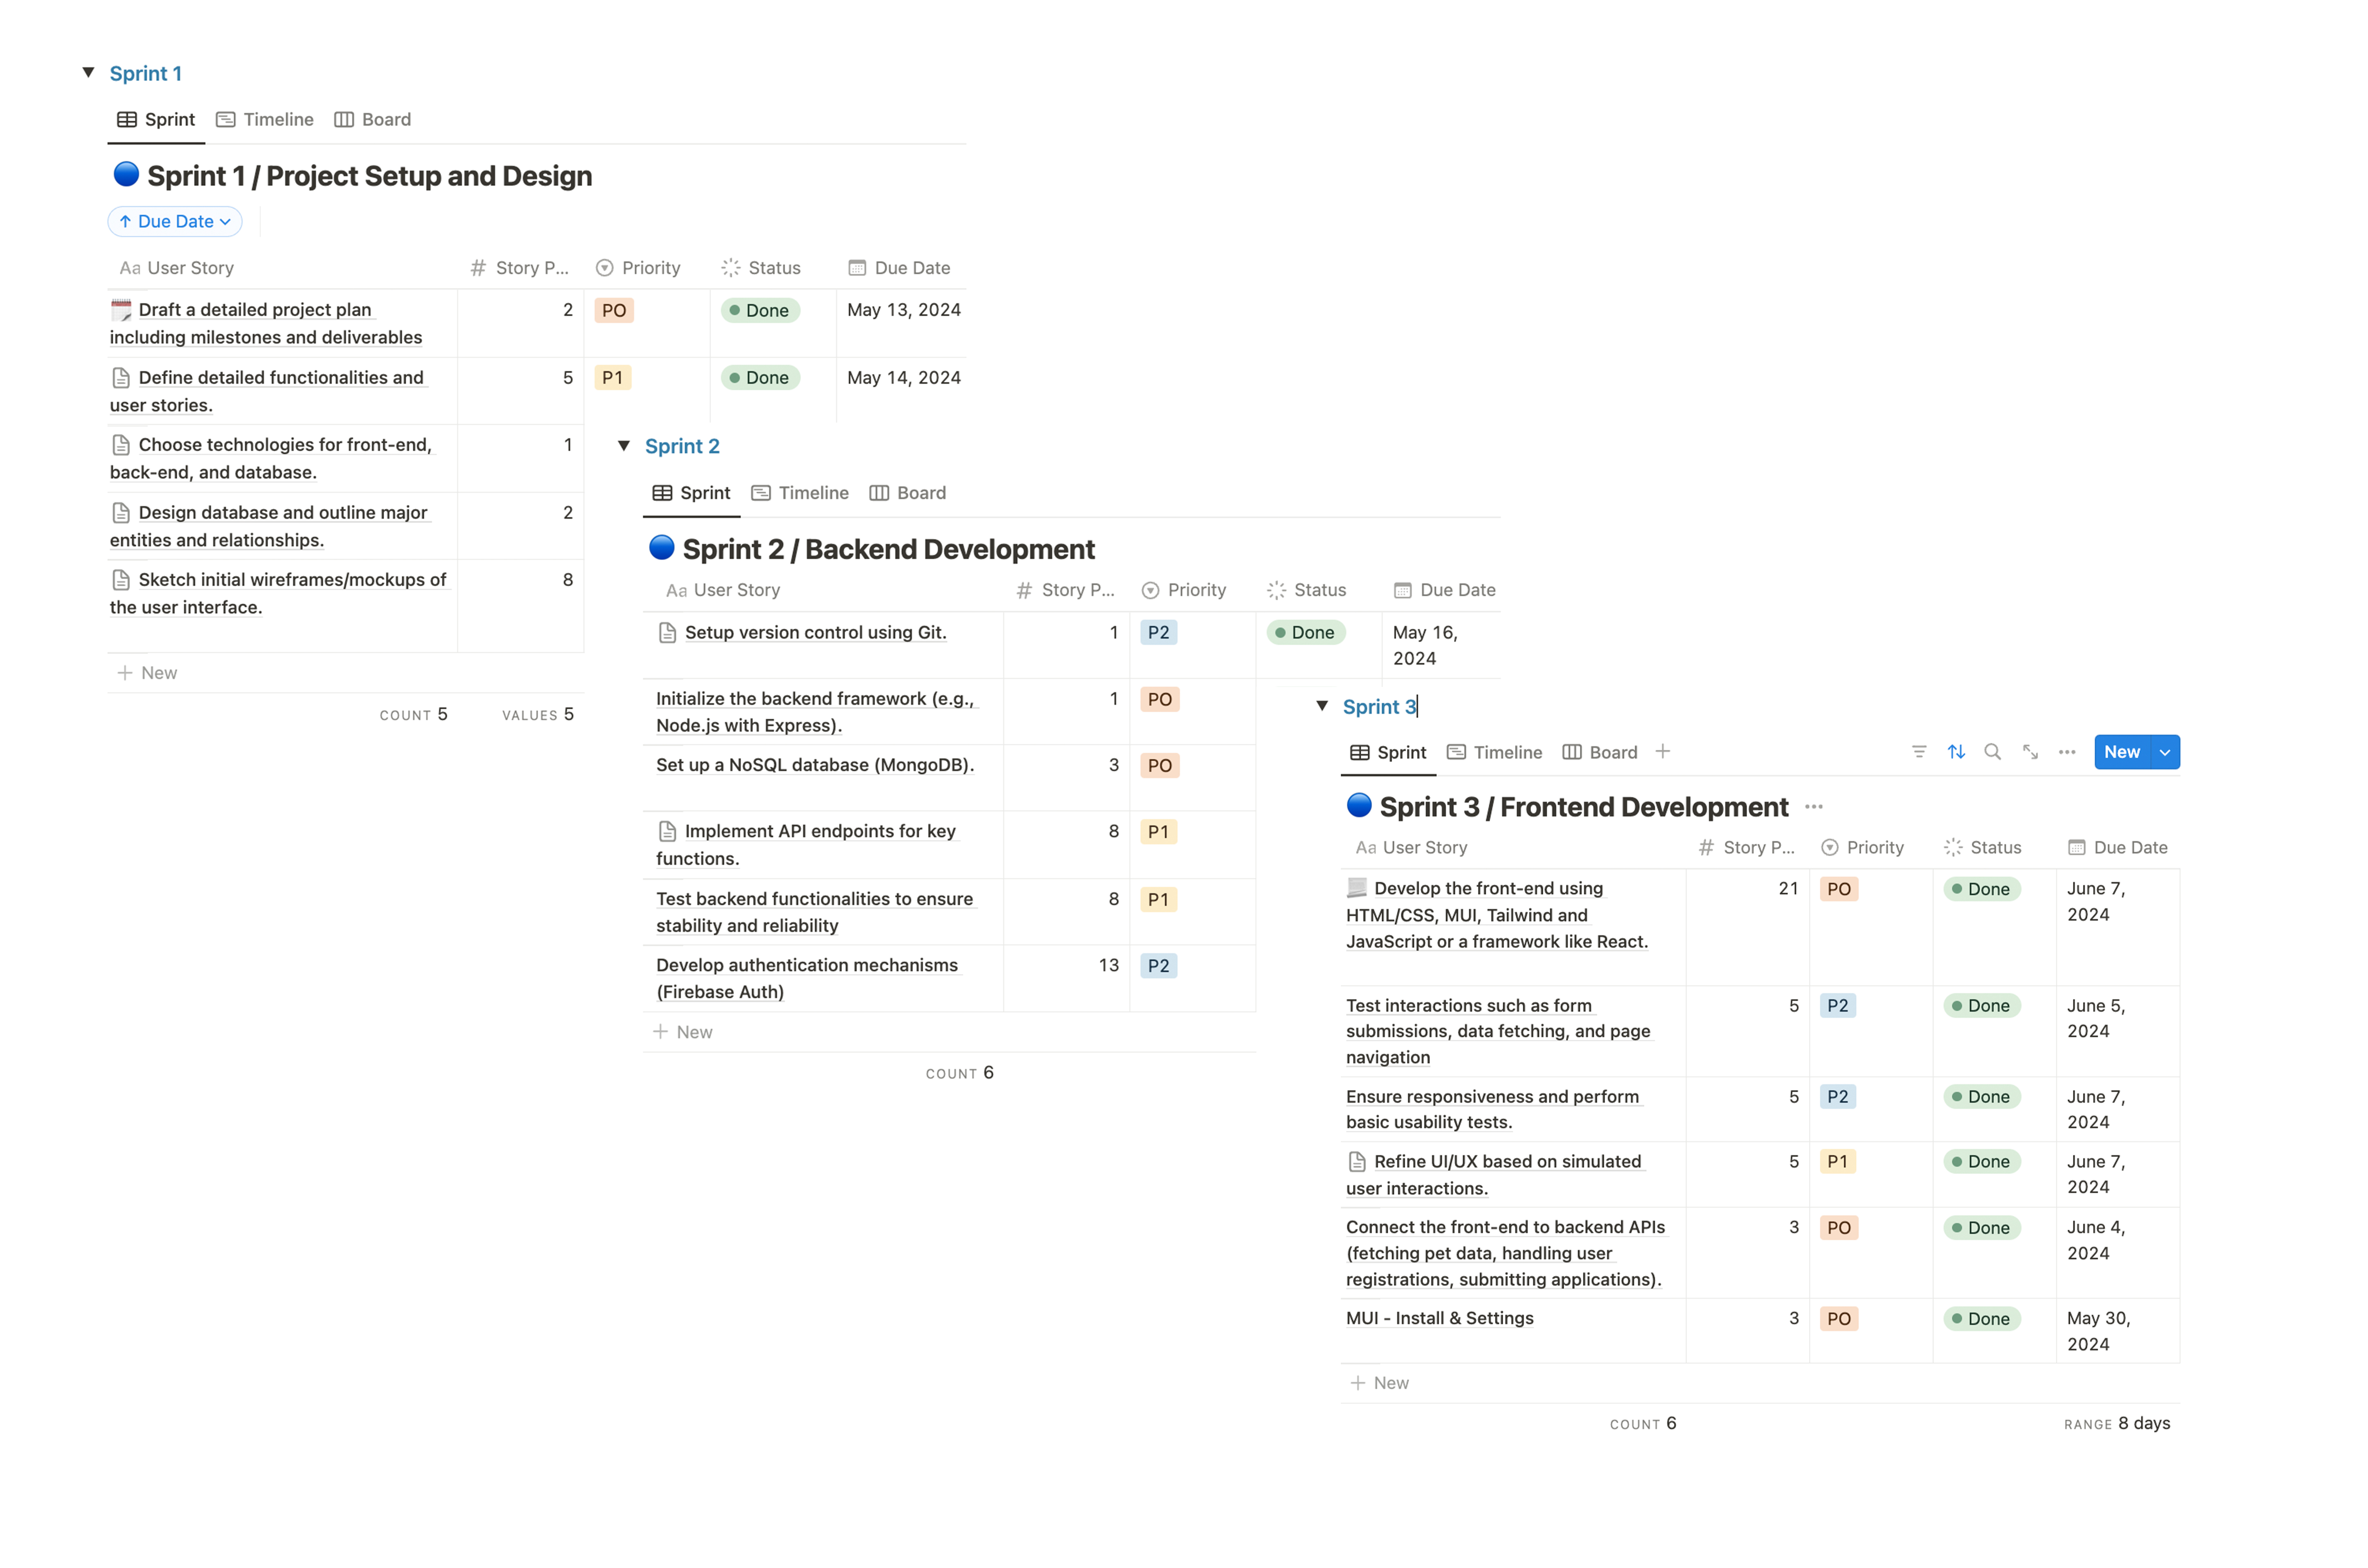 Sprint 1
Sprint Timeline Board
Sprint 1 / Project Setup and Design
Due Date
Aa User Story # Story P... Priority Status Due Date
Draft a detailed project plan
including milestones and deliverables
2 PO Done May 13, 2024
Define detailed functionalities and
user stories.
5 P1 Done May 14, 2024
Choose technologies for front-end,
back-end, and database.
1
Design database and outline major
entities and relationships.
2
Sketch initial wireframes/mockups of
the user interface.
8
+ New
COUNT 5 VALUES 5
Sprint 2
Sprint Timeline Board
Sprint 2 / Backend Development
Aa User Story # Story P... Priority Status Due Date
Setup version control using Git.
1 P2 Done May 16,
2024
Initialize the backend framework (e.g.,
Node.js with Express).
1 PO
Set up a NoSQL database (MongoDB).
3 PO
Implement API endpoints for key
functions.
8 P1
Test backend functionalities to ensure
stability and reliability
8 P1
Develop authentication mechanisms
(Firebase Auth)
13 P2
+ New
COUNT 6
Sprint 3
Sprint Timeline Board + New
Sprint 3 / Frontend Development ...
Aa User Story # Story P... Priority Status Due Date
Develop the front-end using
HTML/CSS, MUI, Tailwind and
JavaScript or a framework like React.
21 PO Done June 7,
2024
Test interactions such as form
submissions, data fetching, and page
navigation
5 P2 Done June 5,
2024
Ensure responsiveness and perform
basic usability tests.
5 P2 Done June 7,
2024
Refine UI/UX based on simulated
user interactions.
5 P1 Done June 7,
2024
Connect the front-end to backend APIs
(fetching pet data, handling user
registrations, submitting applications).
3 PO Done June 4,
2024
MUI - Install & Settings
3 PO Done May 30,
2024
+ New
COUNT 6 RANGE 8 days